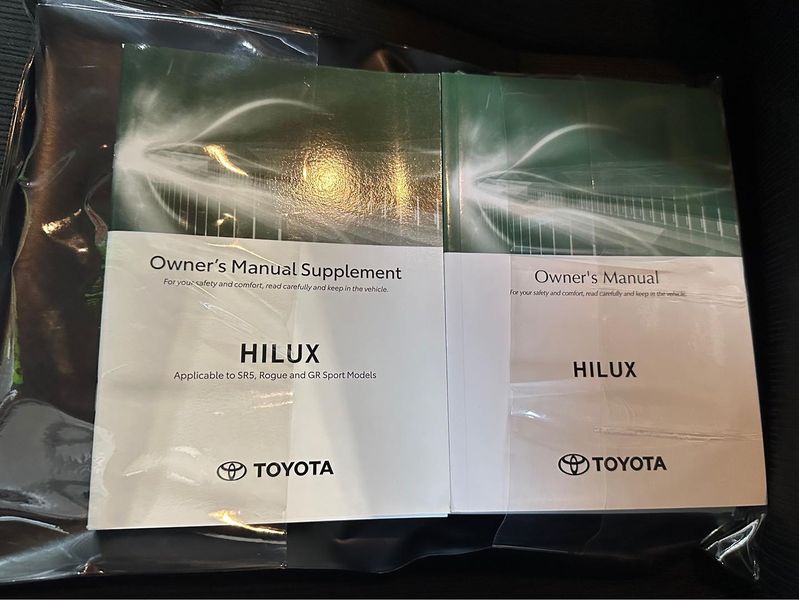 Owner's Manual Supplement
For your safety and comfort, read carefully and keep in the vehicle.
HILUX
Applicable to SR5, Rogue and GR Sport Models
TOYOTA
Owner's Manual
For your safety and comfort, read carefully and keep in the vehicle.
HILUX
TOYOTA